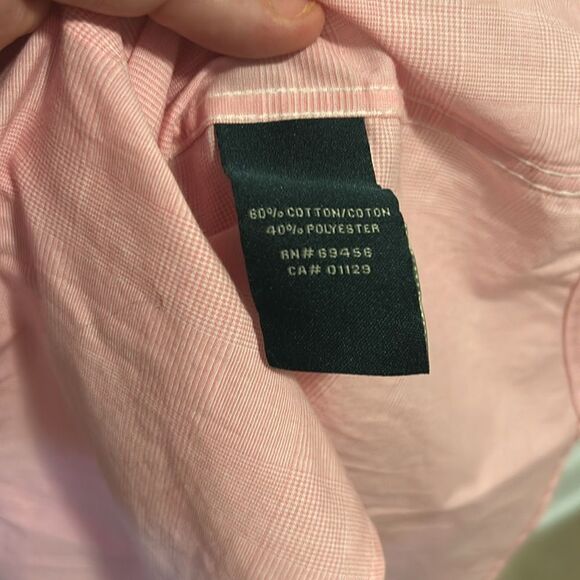 60% COTTON/COTON
40% POLYESTER
RN# 69456
CA# 01129